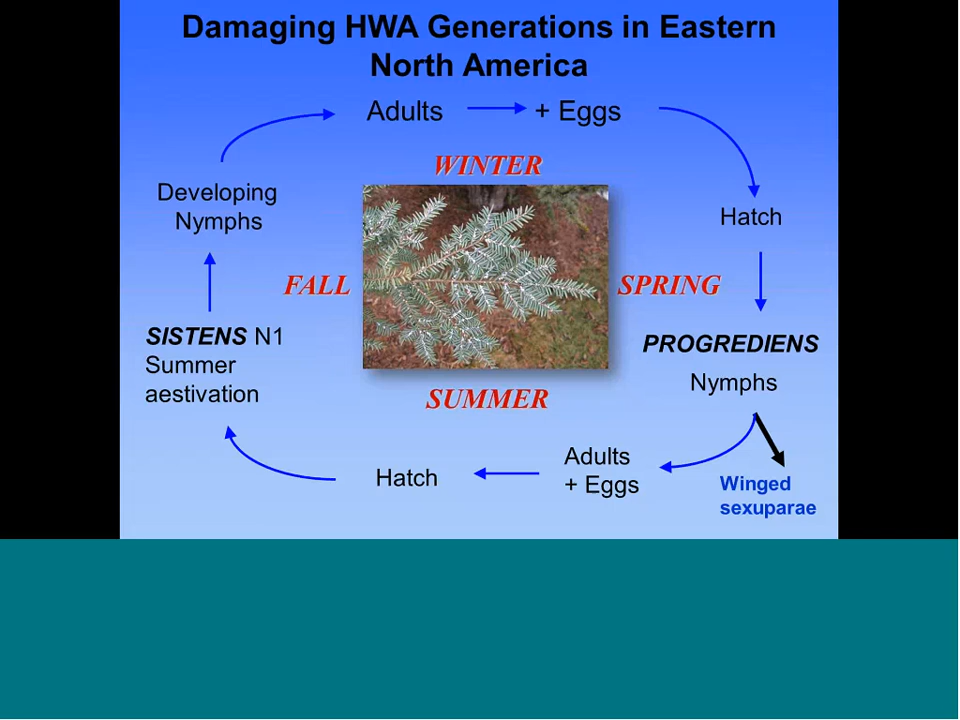 Damaging HWA Generations in Eastern
North America
Adults
+ Eggs
WINTER
Developing
Nymphs
Hatch
FALL
SPRING
SISTENS N1
Summer
aestivation
PROGREDIENS
Nymphs
SUMMER
Adults
+ Eggs
Hatch
Winged
sexuparae